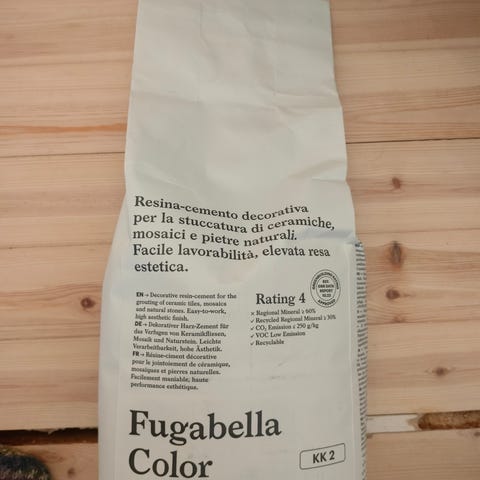 Resina-cemento decorativa
per la stuccatura di ceramiche,
mosaici e pietre naturali.
Facile lavorabilità, elevata resa
estetica.
EN → Decorative resin-cement for the
grouting of ceramic tiles, mosaics
and natural stones. Easy-to-work,
high aesthetic finish.
DE → Dekorativer Harz-Zement für
das Verfugen von Keramikfliesen,
Mosaik und Naturstein. Leichte
Verarbeitbarkeit, hohe Ästhetik.
FR → Résine-ciment décorative
pour le jointoiement de céramique,
mosaïques et pierres naturelles.
Facilement maniable, haute
performance esthétique.
Rating 4
× Regional Mineral ≥ 60%
✓ Recycled Regional Mineral ≥ 30%
✓ CO₂ Emission ≤ 250 g/kg
✓ VOC Low Emission
✓ Recyclable
Fugabella
Color
KK 2